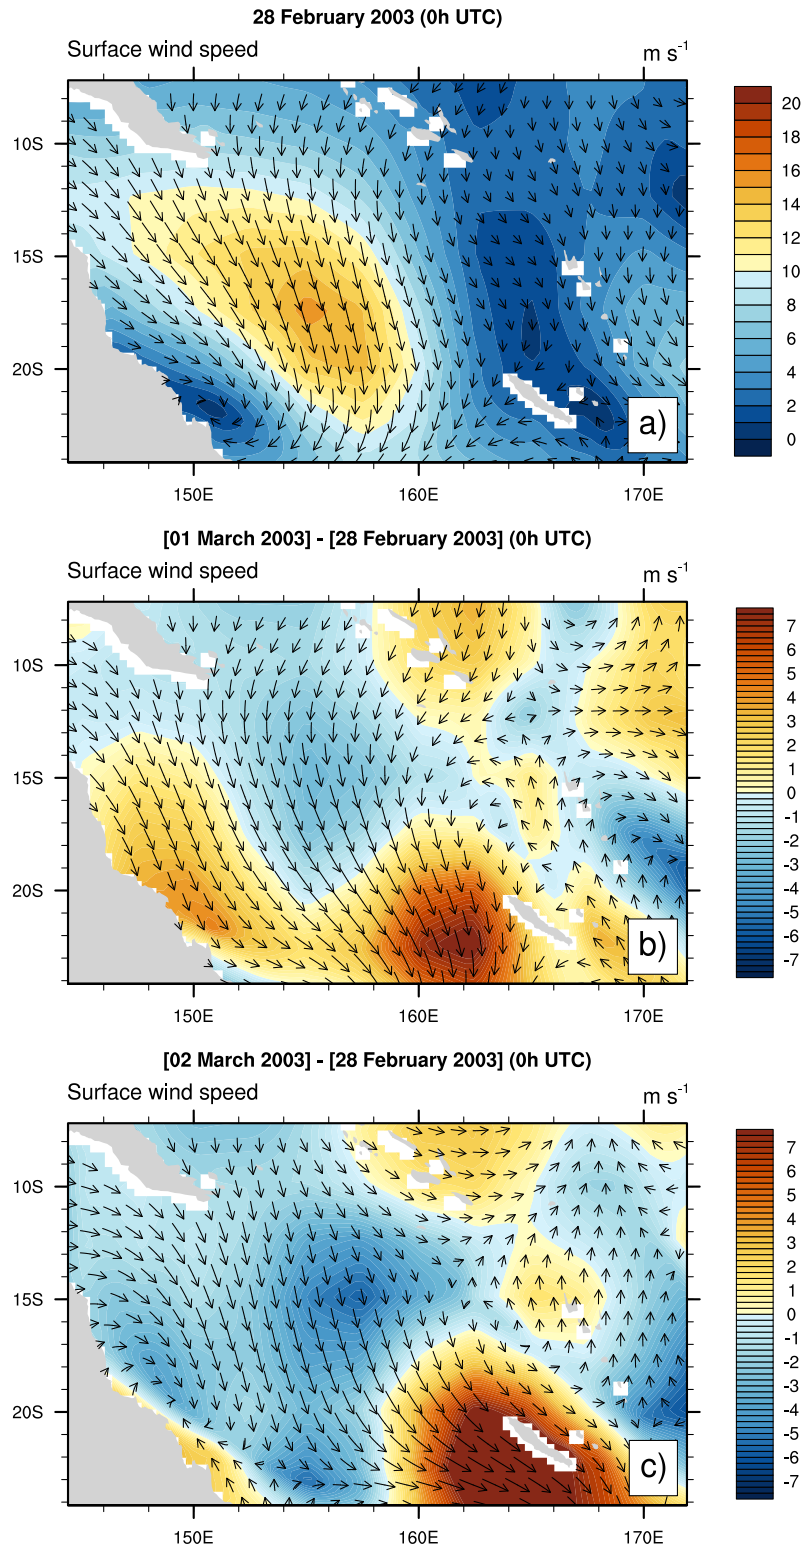 28 February 2003 (0h UTC)
Surface wind speed m s⁻¹
20
18
16
14
12
10
8
6
4
2
0
10S
15S
20S
150E 160E 170E
a)
[01 March 2003] - [28 February 2003] (0h UTC)
Surface wind speed m s⁻¹
7
6
5
4
3
2
1
0
-1
-2
-3
-4
-5
-6
-7
10S
15S
20S
150E 160E 170E
b)
[02 March 2003] - [28 February 2003] (0h UTC)
Surface wind speed m s⁻¹
7
6
5
4
3
2
1
0
-1
-2
-3
-4
-5
-6
-7
10S
15S
20S
150E 160E 170E
c)